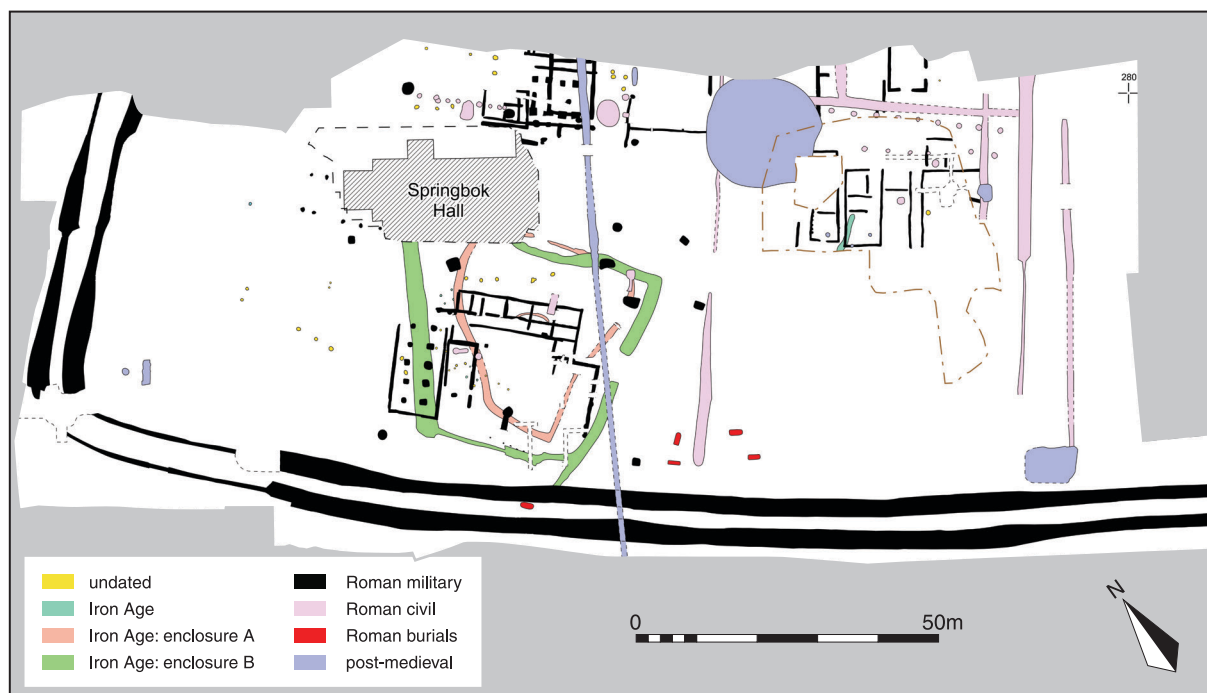 280
Springbok
Hall
undated
Iron Age
Iron Age: enclosure A
Iron Age: enclosure B
Roman military
Roman civil
Roman burials
post-medieval
0
50m
N